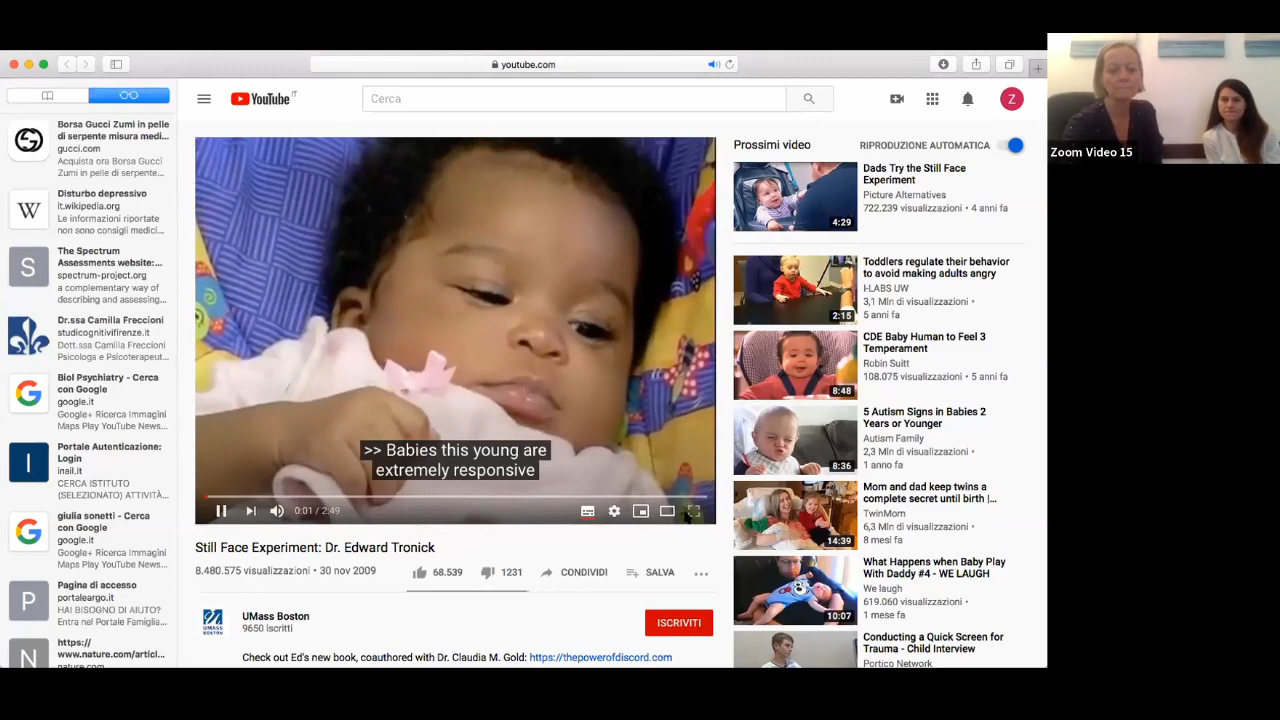 youtube.com
Borsa Gucci Zumi in pelle
di serpente misura medi...
gucci.com
Acquista ora Borsa Gucci
Zumi in pelle di serpente...
W
Disturbo depressivo
it.wikipedia.org
Le informazioni riportate
non sono consigli medici...
S
The Spectrum
Assessments website:...
spectrum-project.org
a complementary way of
describing and assessing...
Dr.ssa Camilla Freccioni
studicognitivifirenze.it
Dott.ssa Camilla Freccioni
Psicologa e Psicoterapeut...
G
Biol Psychiatry - Cerca
con Google
google.it
Google+ Ricerca Immagini
Maps Play YouTube News...
I
Portale Autenticazione:
Login
inail.it
CERCA ISTITUTO
(SELEZIONATO) ATTIVITÀ...
G
giulia sonetti - Cerca
con Google
google.it
Google+ Ricerca Immagini
Maps Play YouTube News...
P
Pagina di accesso
portaleargo.it
HAI BISOGNO DI AIUTO?
Entra nel Portale Famiglia...
N
https://
www.nature.com/articl...
nature.com
YouTube IT
Cerca
Z
>> Babies this young are
extremely responsive
0:01 / 2:49
Still Face Experiment: Dr. Edward Tronick
8.480.575 visualizzazioni • 30 nov 2009
68.539
1231
CONDIVIDI
SALVA
UMASS
BOSTON
UMass Boston
9650 iscritti
ISCRIVITI
Check out Ed's new book, coauthored with Dr. Claudia M. Gold: https://thepowerofdiscord.com
Prossimi video
RIPRODUZIONE AUTOMATICA
4:29
Dads Try the Still Face
Experiment
Picture Alternatives
722.239 visualizzazioni • 4 anni fa
2:15
Toddlers regulate their behavior
to avoid making adults angry
I-LABS UW
3,1 Mln di visualizzazioni •
5 anni fa
8:48
CDE Baby Human to Feel 3
Temperament
Robin Suitt
108.075 visualizzazioni • 5 anni fa
8:36
5 Autism Signs in Babies 2
Years or Younger
Autism Family
2,3 Mln di visualizzazioni •
1 anno fa
14:39
Mom and dad keep twins a
complete secret until birth |...
TwinMom
6,3 Mln di visualizzazioni •
8 mesi fa
10:07
What Happens when Baby Play
With Daddy #4 - WE LAUGH
We laugh
619.060 visualizzazioni •
1 mese fa
Conducting a Quick Screen for
Trauma - Child Interview
Portico Network
Zoom Video 15